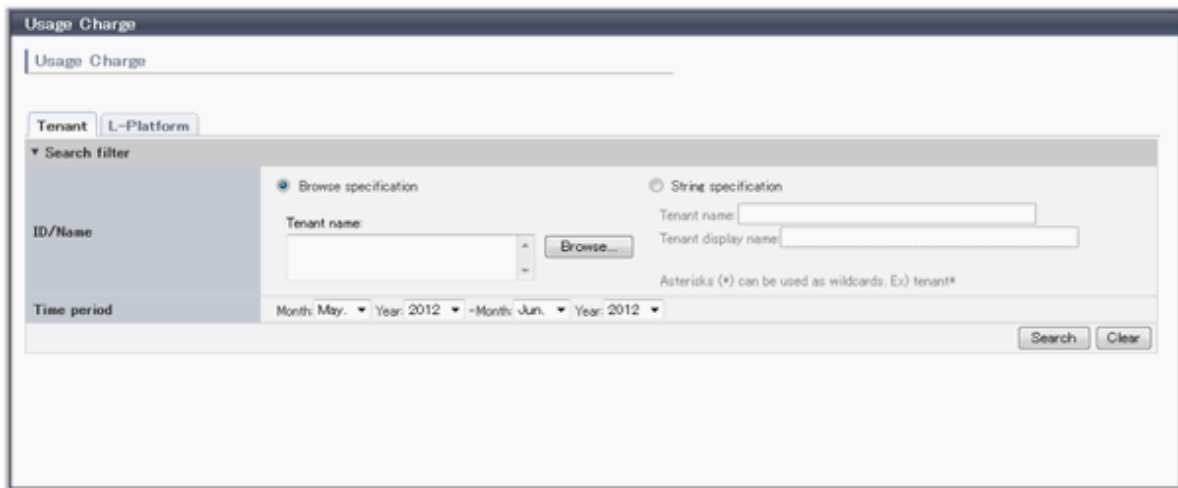 Usage Charge
Usage Charge
Tenant L-Platform
▼ Search filter
ID/Name
Browse specification
Tenant name:
Browse...
String specification
Tenant name:
Tenant display name:
Asterisks (*) can be used as wildcards. Ex) tenant*
Time period
Month: May. Year: 2012 -Month: Jun. Year: 2012
Search Clear